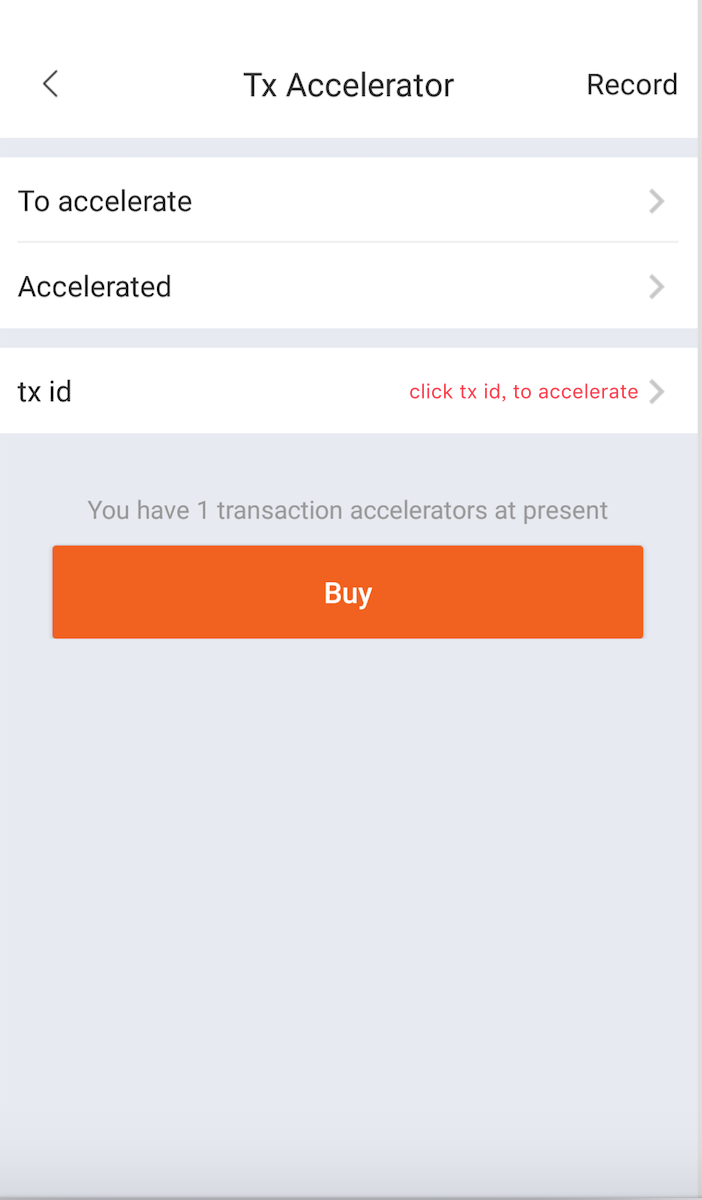 Tx Accelerator Record
To accelerate
Accelerated
tx id click tx id, to accelerate
You have 1 transaction accelerators at present
Buy